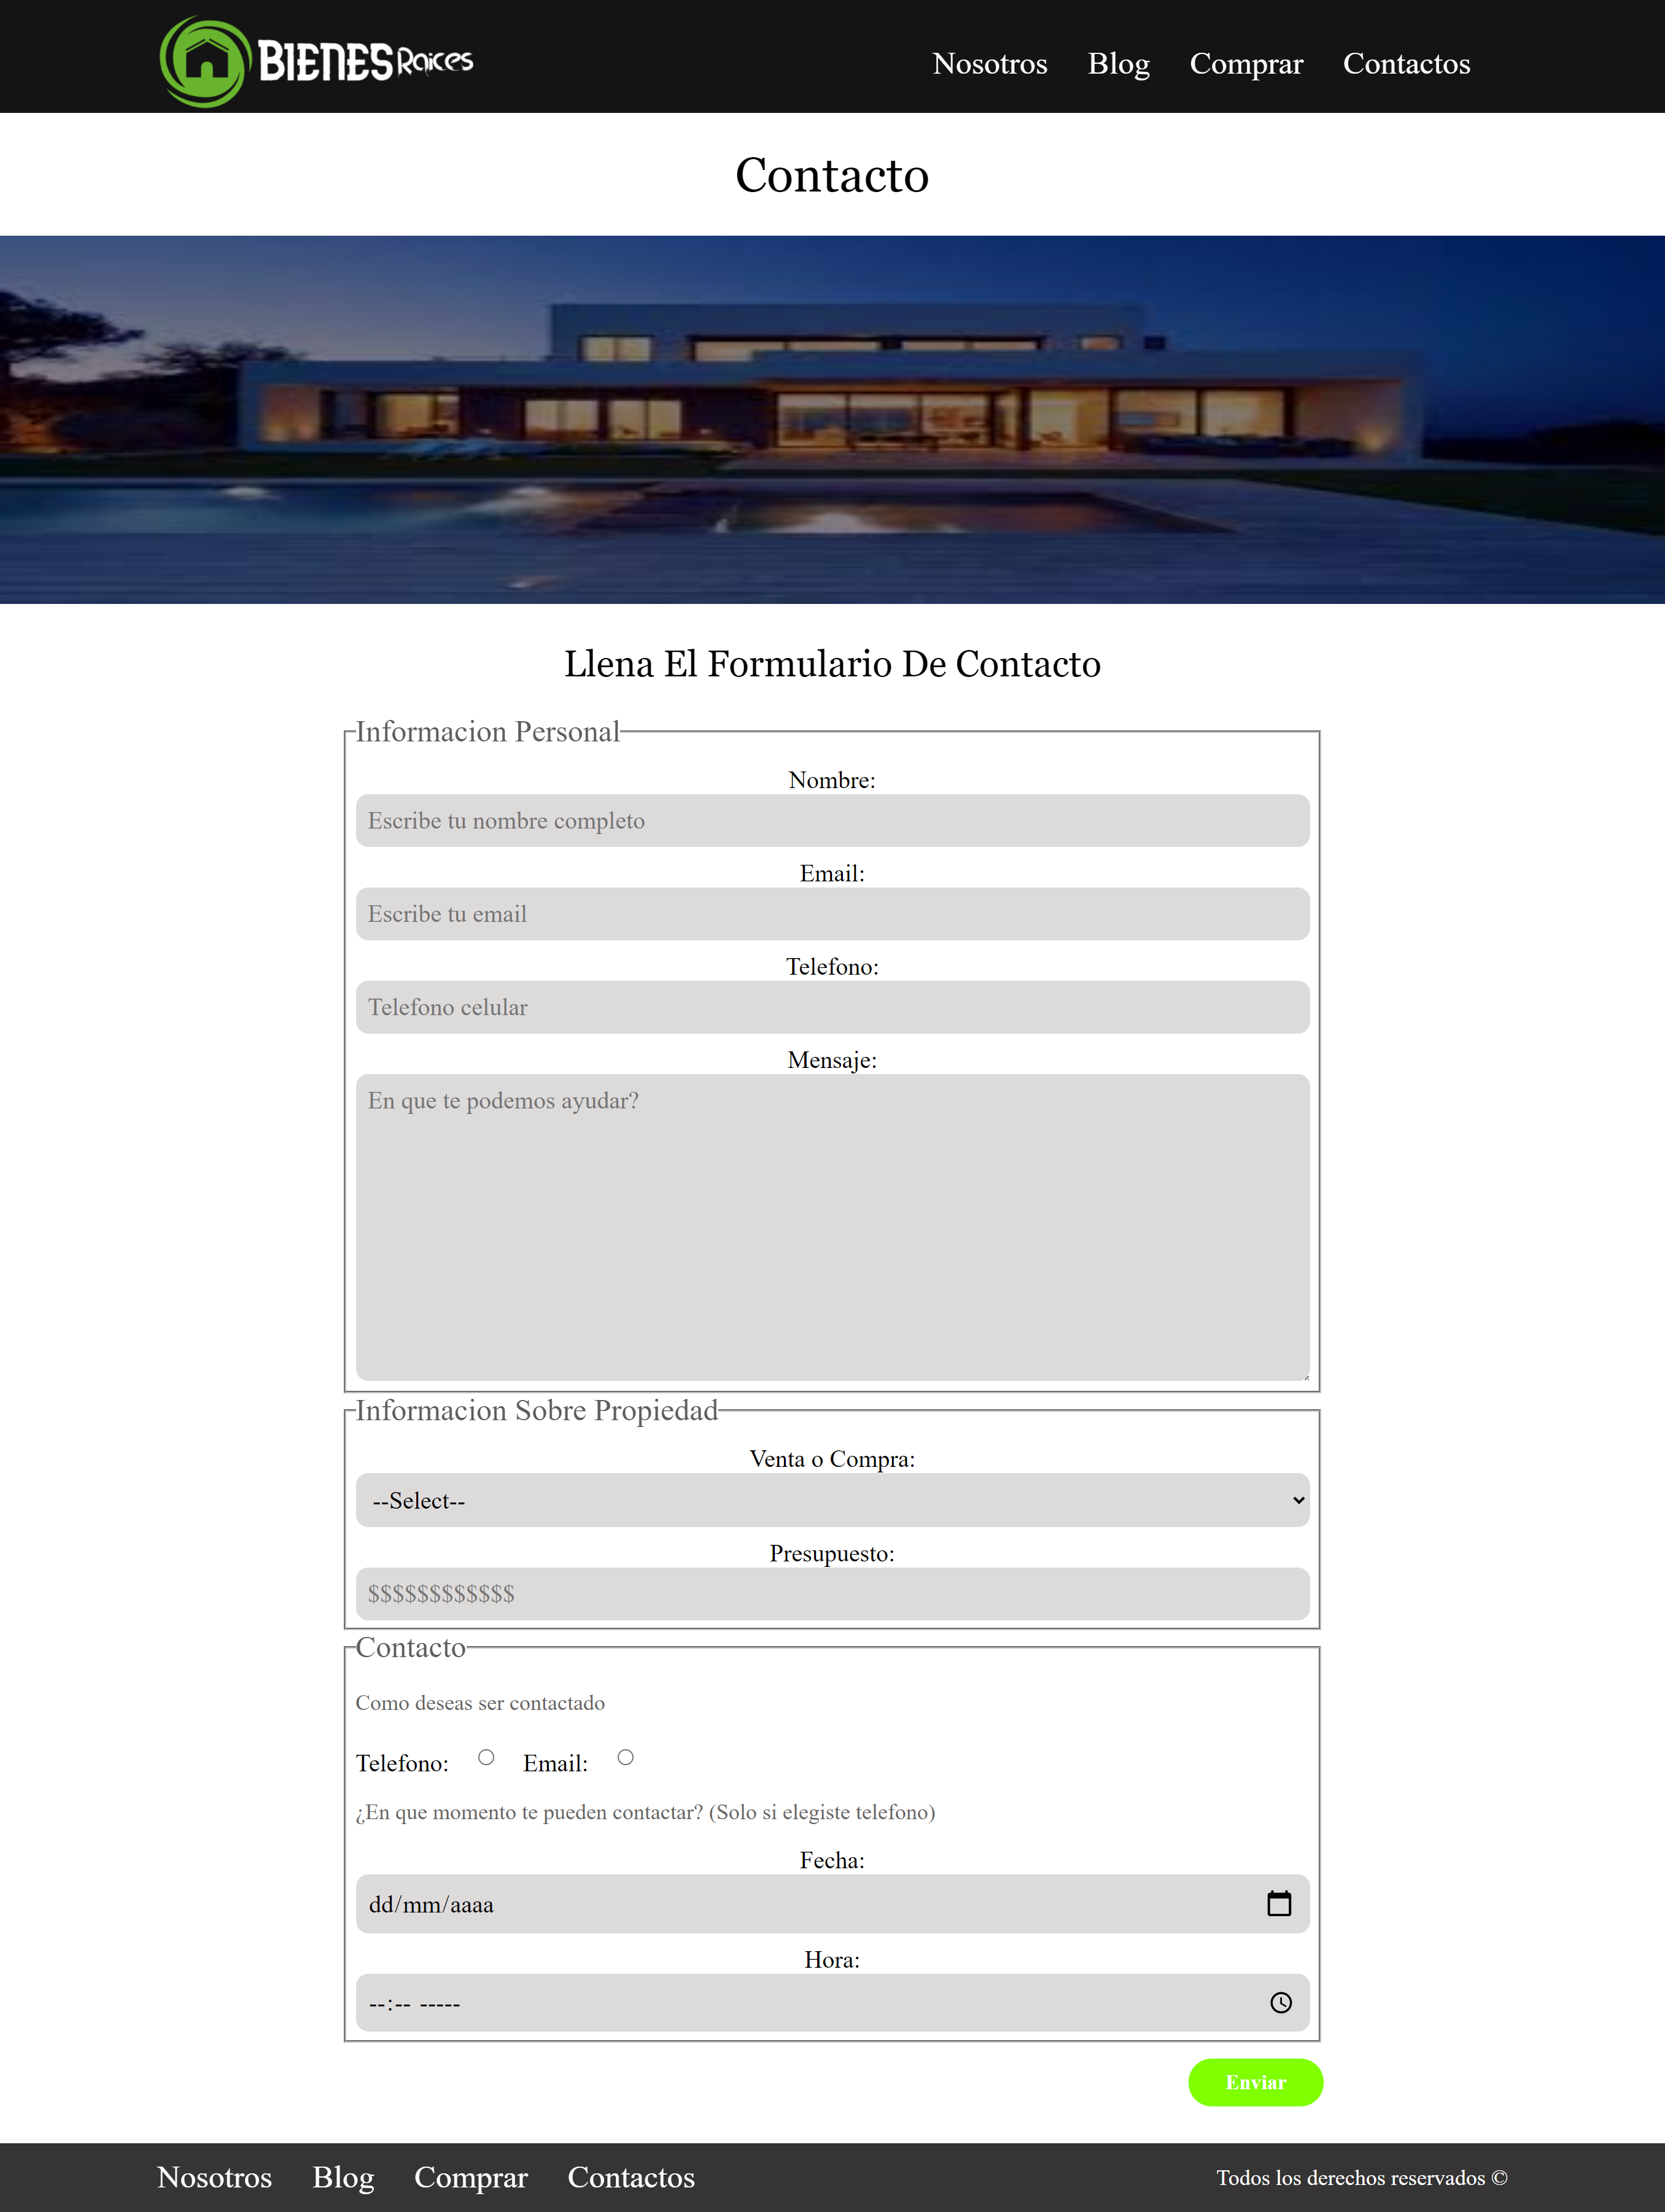 BIENES Raices
Nosotros Blog Comprar Contactos
Contacto
Llena El Formulario De Contacto
Informacion Personal
Nombre:
Escribe tu nombre completo
Email:
Escribe tu email
Telefono:
Telefono celular
Mensaje:
En que te podemos ayudar?
Informacion Sobre Propiedad
Venta o Compra:
--Select--
Presupuesto:
$$$$$$$$$$$$
Contacto
Como deseas ser contactado
Telefono: Email:
¿En que momento te pueden contactar? (Solo si elegiste telefono)
Fecha:
dd/mm/aaaa
Hora:
--:-- -----
Enviar
Nosotros Blog Comprar Contactos
Todos los derechos reservados ©